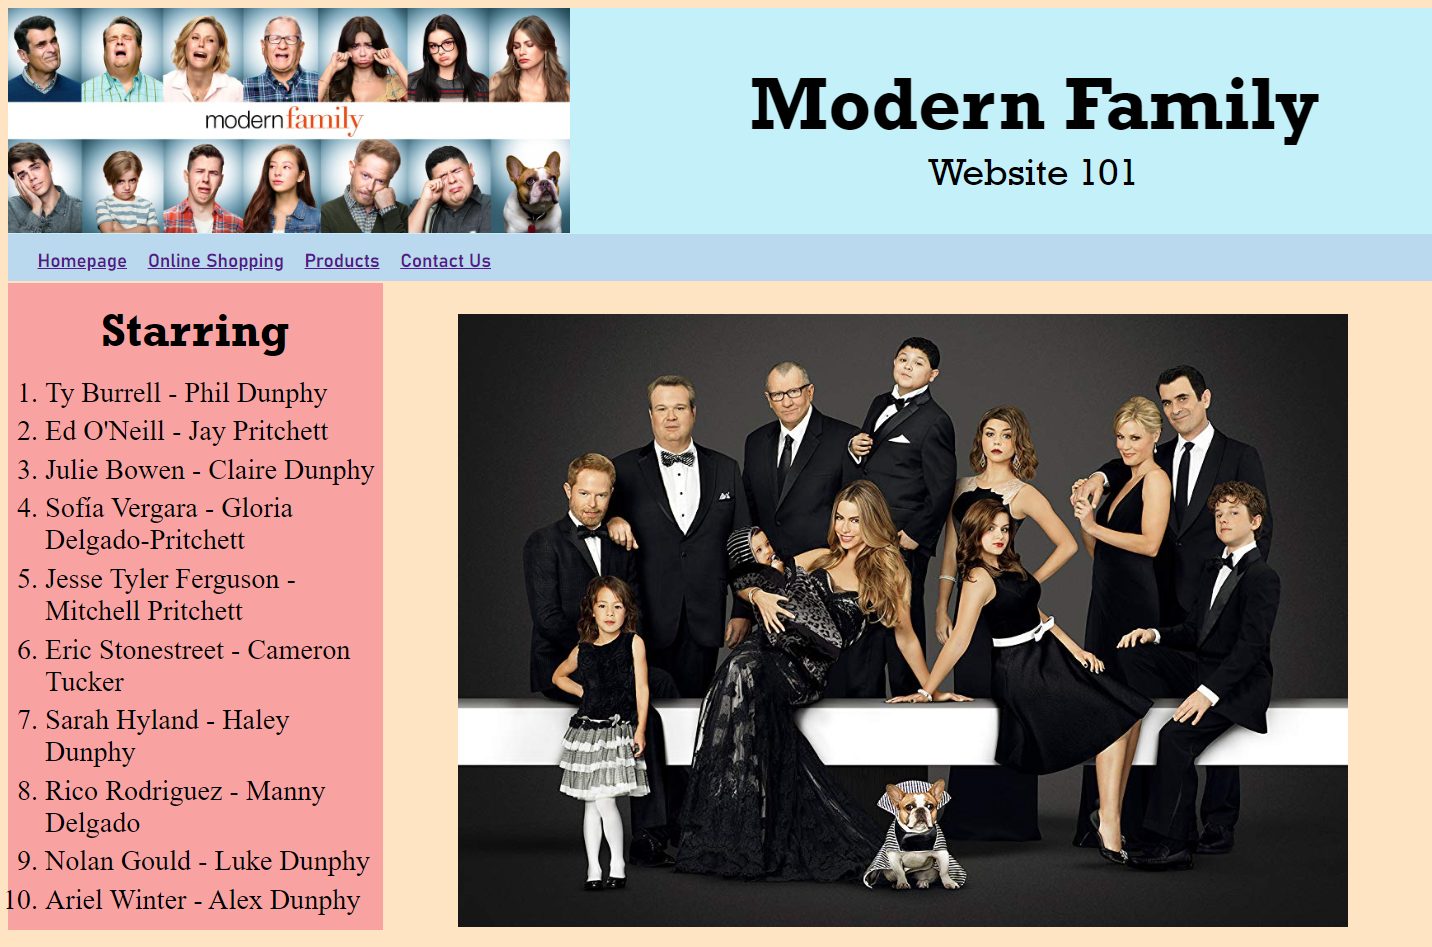 modernfamily
Modern Family
Website 101
Homepage Online Shopping Products Contact Us
Starring
1. Ty Burrell - Phil Dunphy
2. Ed O'Neill - Jay Pritchett
3. Julie Bowen - Claire Dunphy
4. Sofía Vergara - Gloria
Delgado-Pritchett
5. Jesse Tyler Ferguson -
Mitchell Pritchett
6. Eric Stonestreet - Cameron
Tucker
7. Sarah Hyland - Haley
Dunphy
8. Rico Rodriguez - Manny
Delgado
9. Nolan Gould - Luke Dunphy
10. Ariel Winter - Alex Dunphy